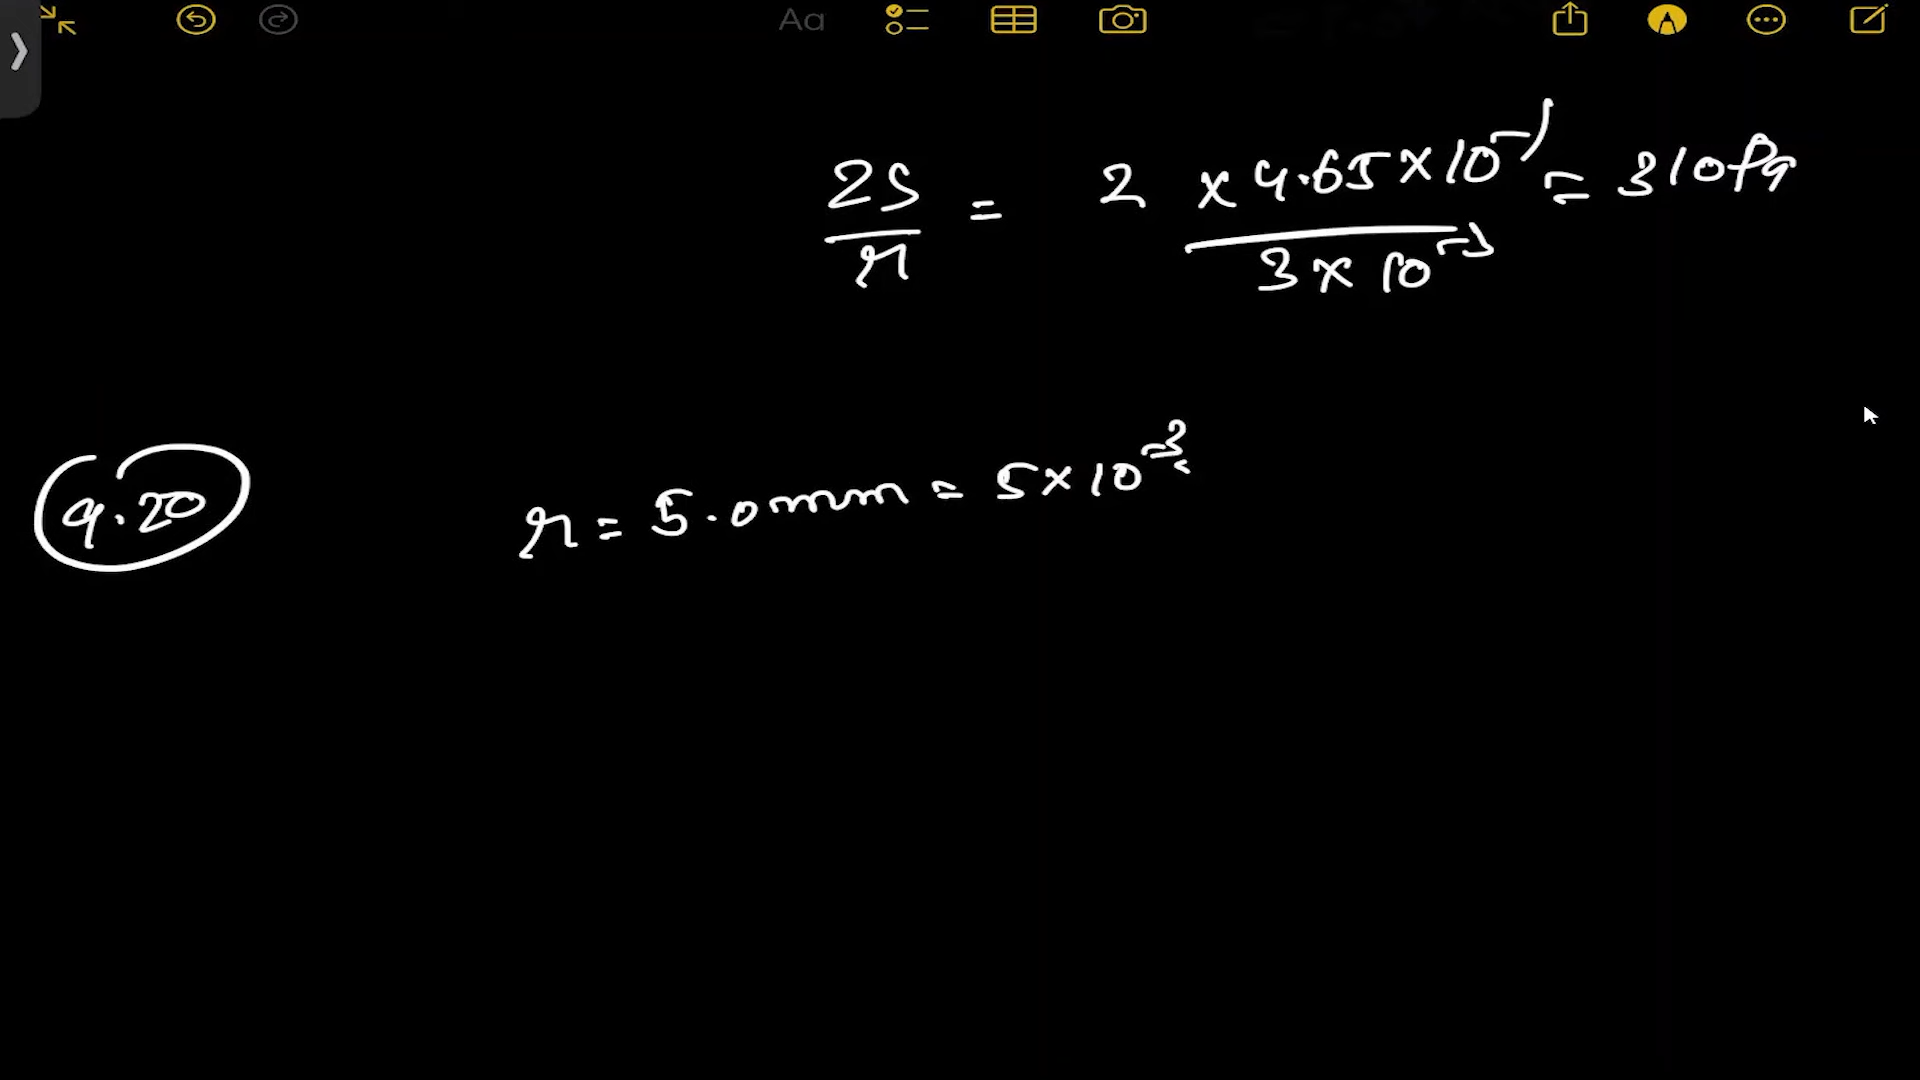 Aa
2S/r = 2 × 4.65 × 10⁻¹ / 3 × 10⁻³ = 310 Pa
9.20
r = 5.0 mm = 5 × 10⁻³